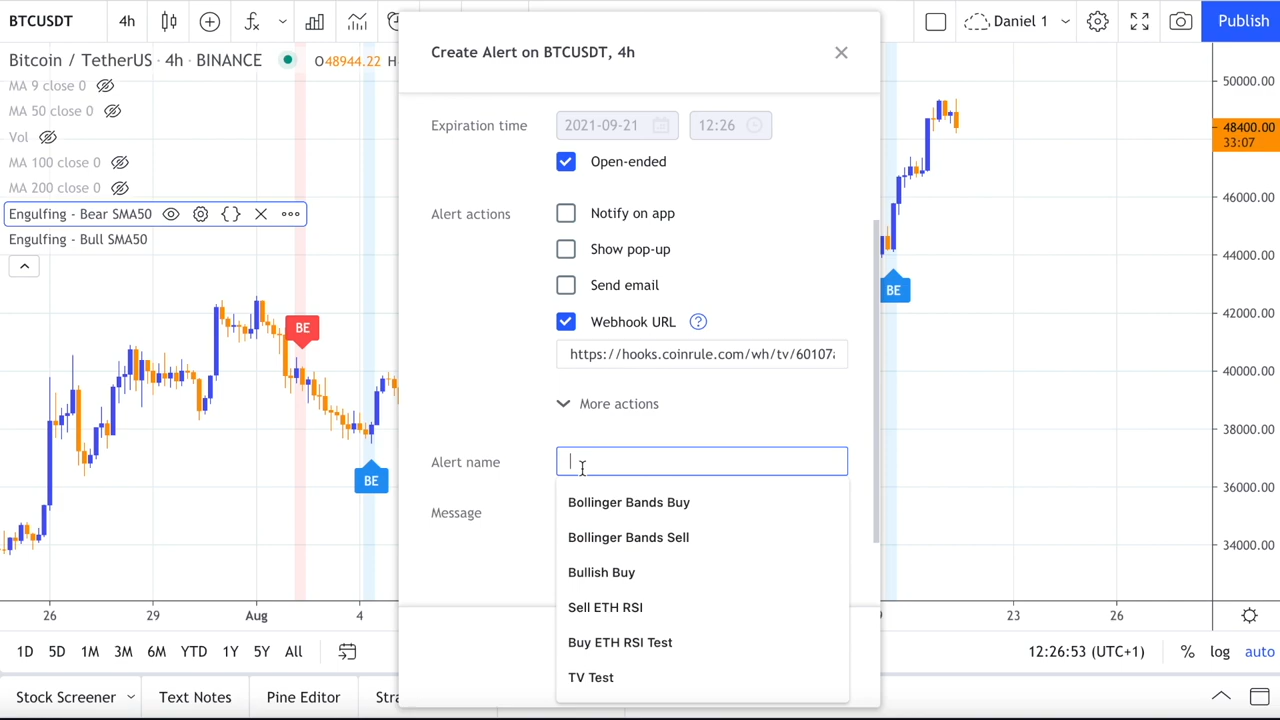 BTCUSDT
4h
Daniel 1
Publish
Bitcoin / TetherUS · 4h · BINANCE
O48944.22 H
MA 9 close 0
MA 50 close 0
Vol
MA 100 close 0
MA 200 close 0
Engulfing - Bear SMA50
Engulfing - Bull SMA50
BE
BE
BE
Create Alert on BTCUSDT, 4h
Expiration time
2021-09-21
12:26
Open-ended
Alert actions
Notify on app
Show pop-up
Send email
Webhook URL
https://hooks.coinrule.com/wh/tv/60107
More actions
Alert name
Message
Bollinger Bands Buy
Bollinger Bands Sell
Bullish Buy
Sell ETH RSI
Buy ETH RSI Test
TV Test
50000.00
48400.00
33:07
46000.00
44000.00
42000.00
40000.00
38000.00
36000.00
34000.00
26
29
Aug
4
23
26
1D 5D 1M 3M 6M YTD 1Y 5Y All
12:26:53 (UTC+1)
% log auto
Stock Screener
Text Notes
Pine Editor
Stra